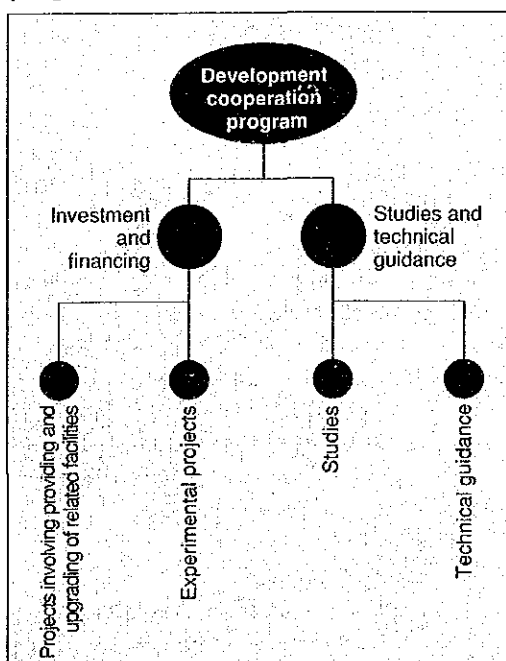 Development
cooperation
program
Investment
and
financing
Studies and
technical
guidance
Projects involving providing and
upgrading of related facilities
Experimental projects
Studies
Technical guidance